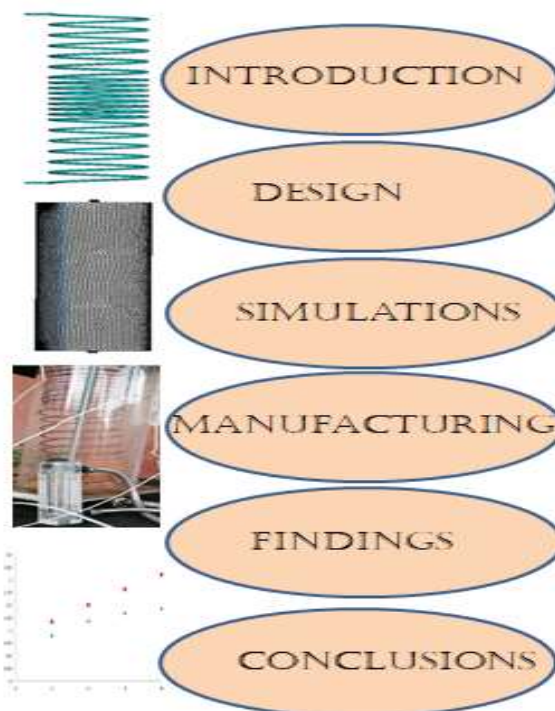 INTRODUCTION
DESIGN
SIMULATIONS
MANUFACTURING
FINDINGS
CONCLUSIONS